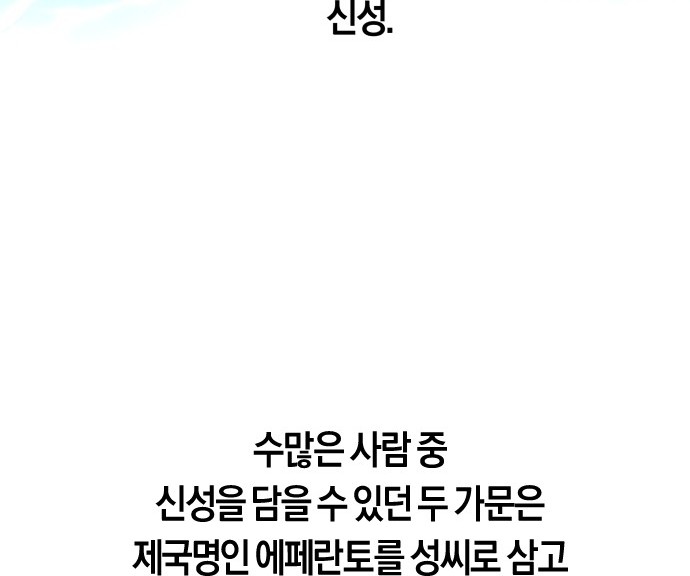 신성.
수많은 사람 중
신성을 담을 수 있던 두 가문은
제국명인 에페란토를 성씨로 삼고